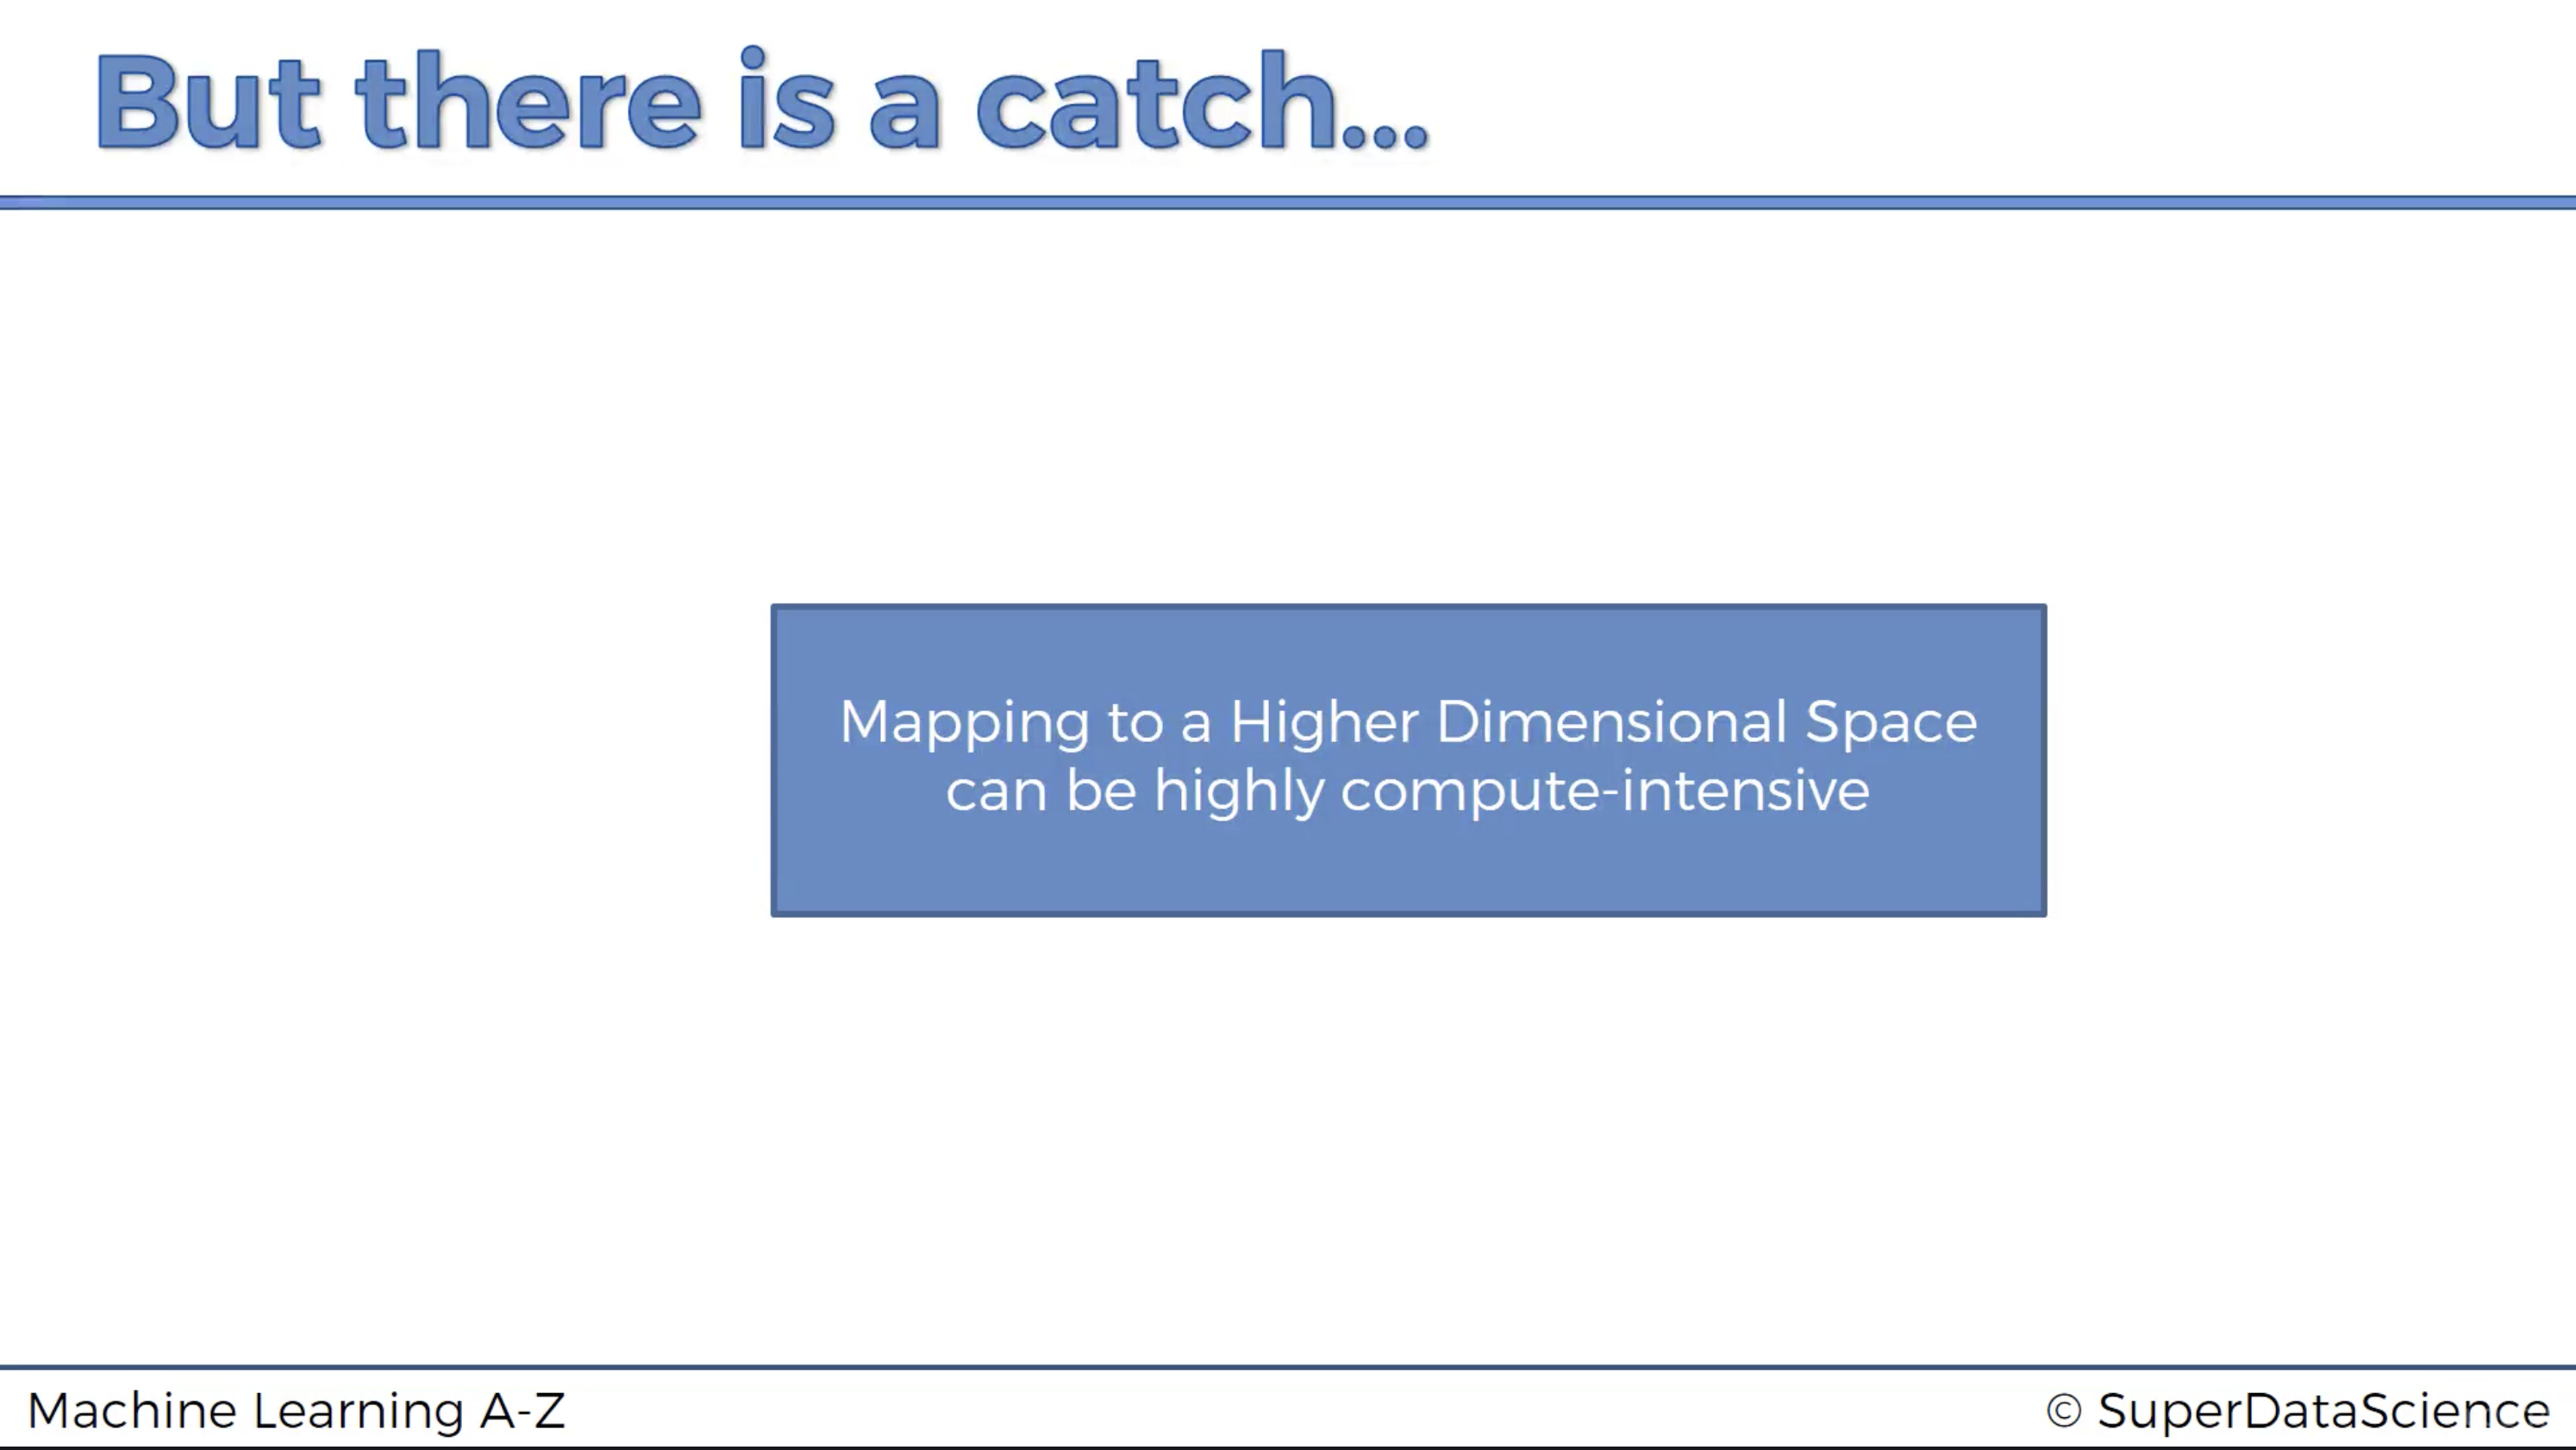 But there is a catch...
Mapping to a Higher Dimensional Space
can be highly compute-intensive
Machine Learning A-Z
© SuperDataScience